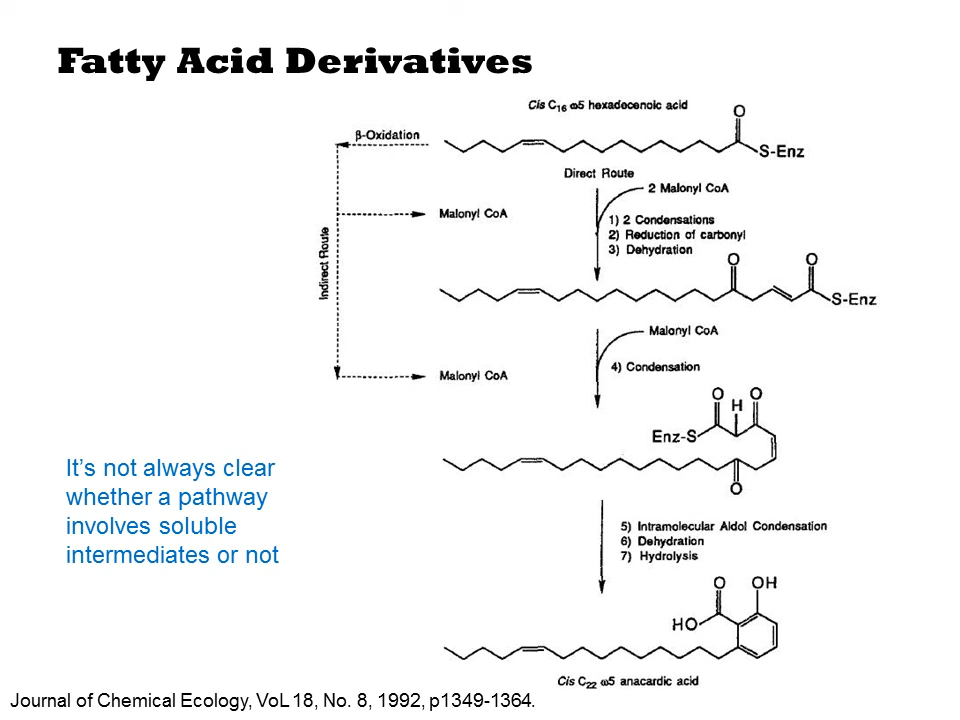 Fatty Acid Derivatives
Cis C16 ω5 hexadecenoic acid
O
S-Enz
β-Oxidation
Direct Route
2 Malonyl CoA
Malonyl CoA
1) 2 Condensations
2) Reduction of carbonyl
3) Dehydration
Indirect Route
O O
S-Enz
Malonyl CoA
4) Condensation
Malonyl CoA
O H O
Enz-S
O
It's not always clear
whether a pathway
involves soluble
intermediates or not
5) Intramolecular Aldol Condensation
6) Dehydration
7) Hydrolysis
O OH
HO
Cis C22 ω5 anacardic acid
Journal of Chemical Ecology, VoL 18, No. 8, 1992, p1349-1364.